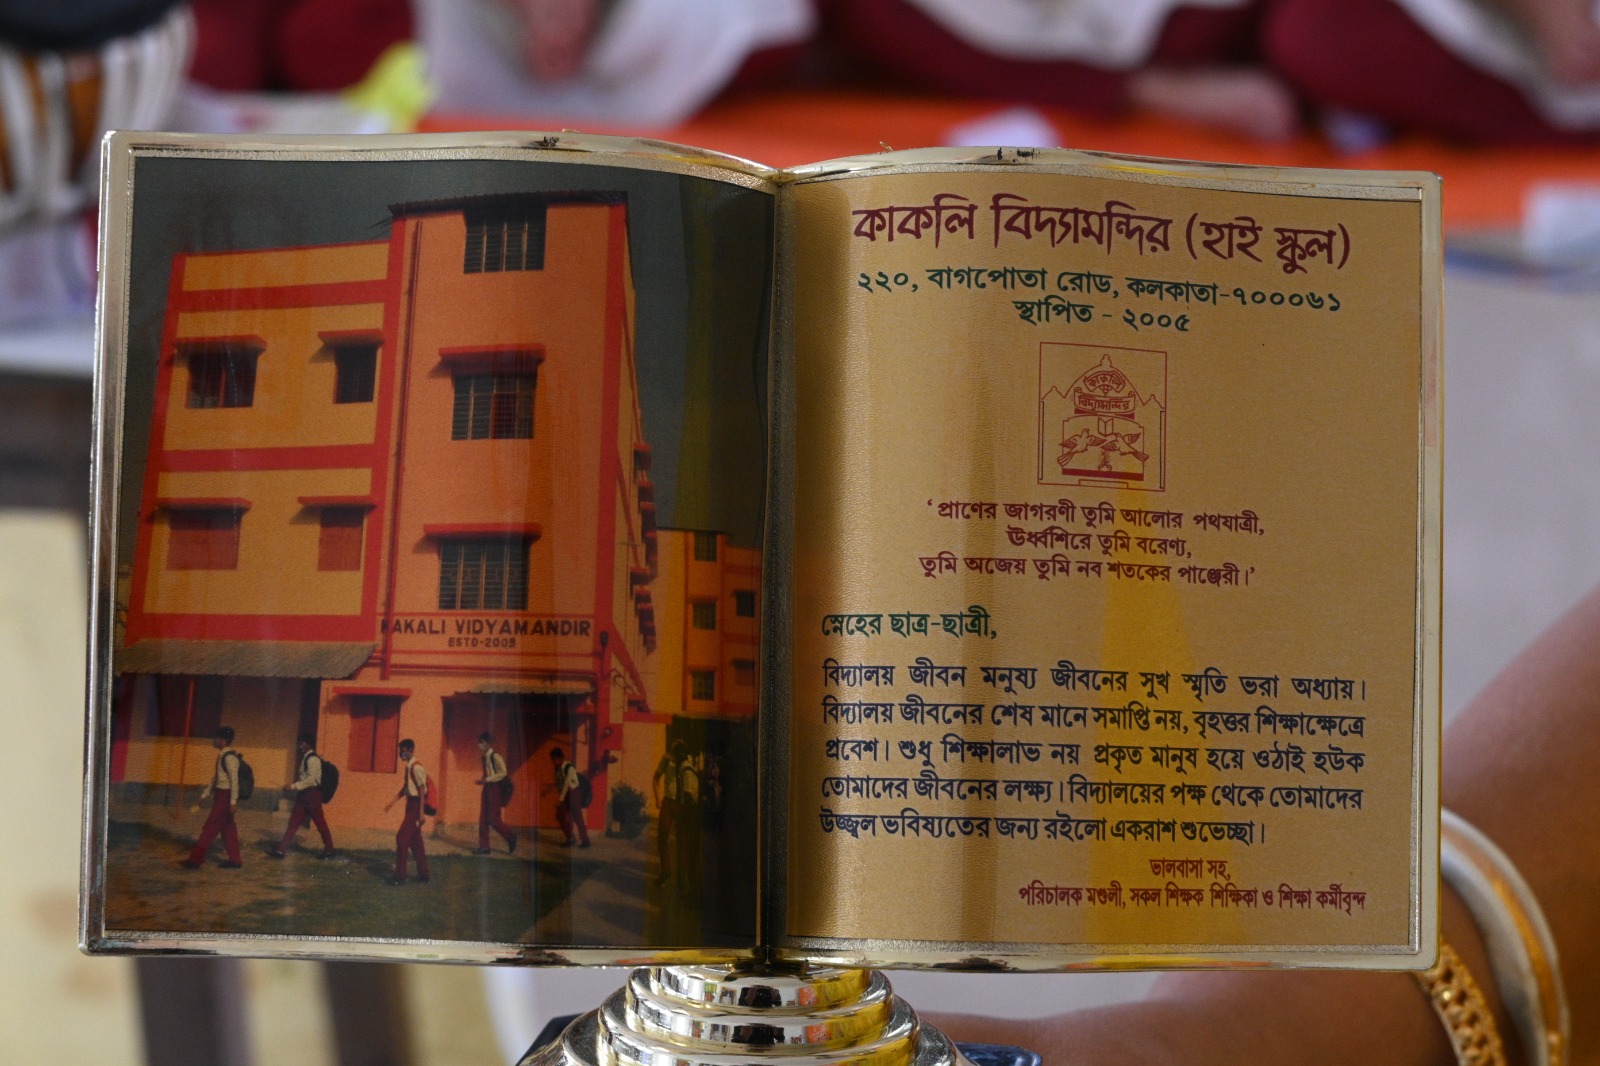 KAKALI VIDYAMANDIR
ESTD-2005
কাকলি বিদ্যামন্দির (হাই স্কুল)
২২০, বাগপোতা রোড, কলকাতা-৭০০০৬১
স্থাপিত - ২০০৫
কাকলি
বিদ্যামন্দির
‘প্রাণের জাগরণী তুমি আলোর পথযাত্রী,
ঊর্ধ্বশিরে তুমি বরেণ্য,
তুমি অজেয় তুমি নব শতকের পাঞ্জেরী।’
স্নেহের ছাত্র-ছাত্রী,
বিদ্যালয় জীবন মনুষ্য জীবনের সুখ স্মৃতি ভরা অধ্যায়।
বিদ্যালয় জীবনের শেষ মানে সমাপ্তি নয়, বৃহত্তর শিক্ষাক্ষেত্রে
প্রবেশ। শুধু শিক্ষালাভ নয় প্রকৃত মানুষ হয়ে ওঠাই হউক
তোমাদের জীবনের লক্ষ্য। বিদ্যালয়ের পক্ষ থেকে তোমাদের
উজ্জ্বল ভবিষ্যতের জন্য রইলো একরাশ শুভেচ্ছা।
ভালবাসা সহ,
পরিচালক মণ্ডলী, সকল শিক্ষক শিক্ষিকা ও শিক্ষা কর্মীবৃন্দ